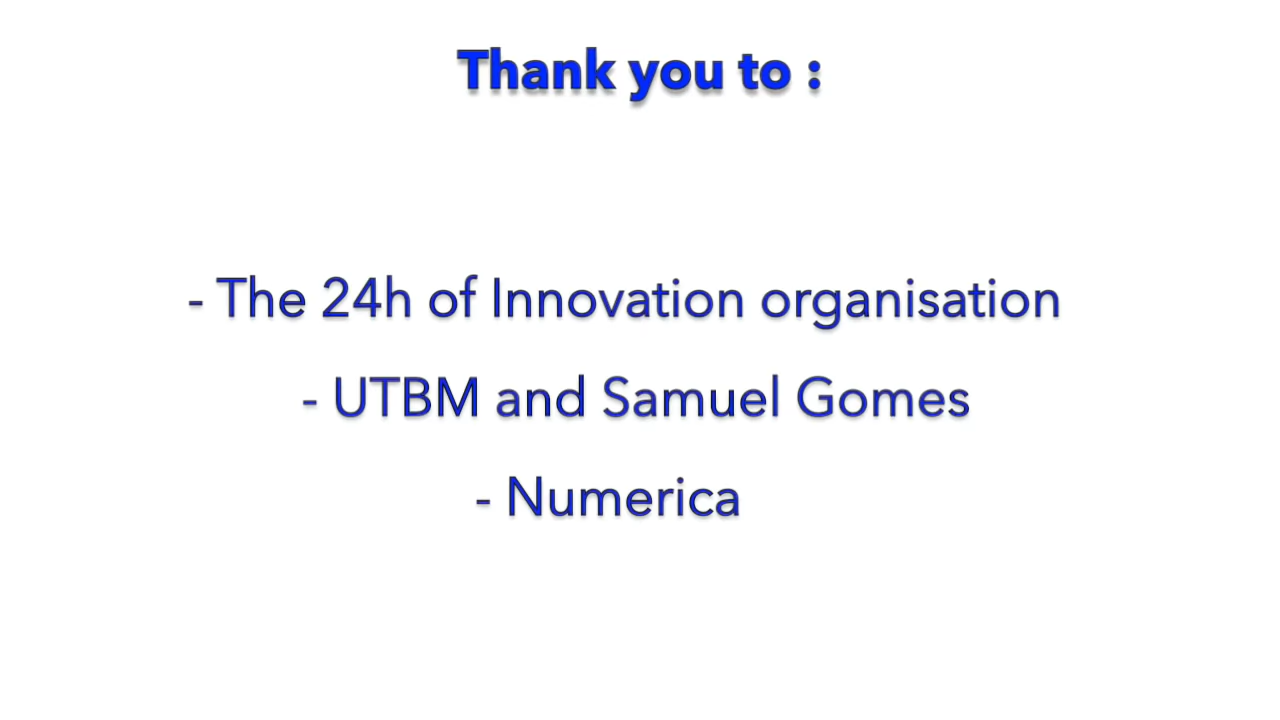 Thank you to :
- The 24h of Innovation organisation
- UTBM and Samuel Gomes
- Numerica